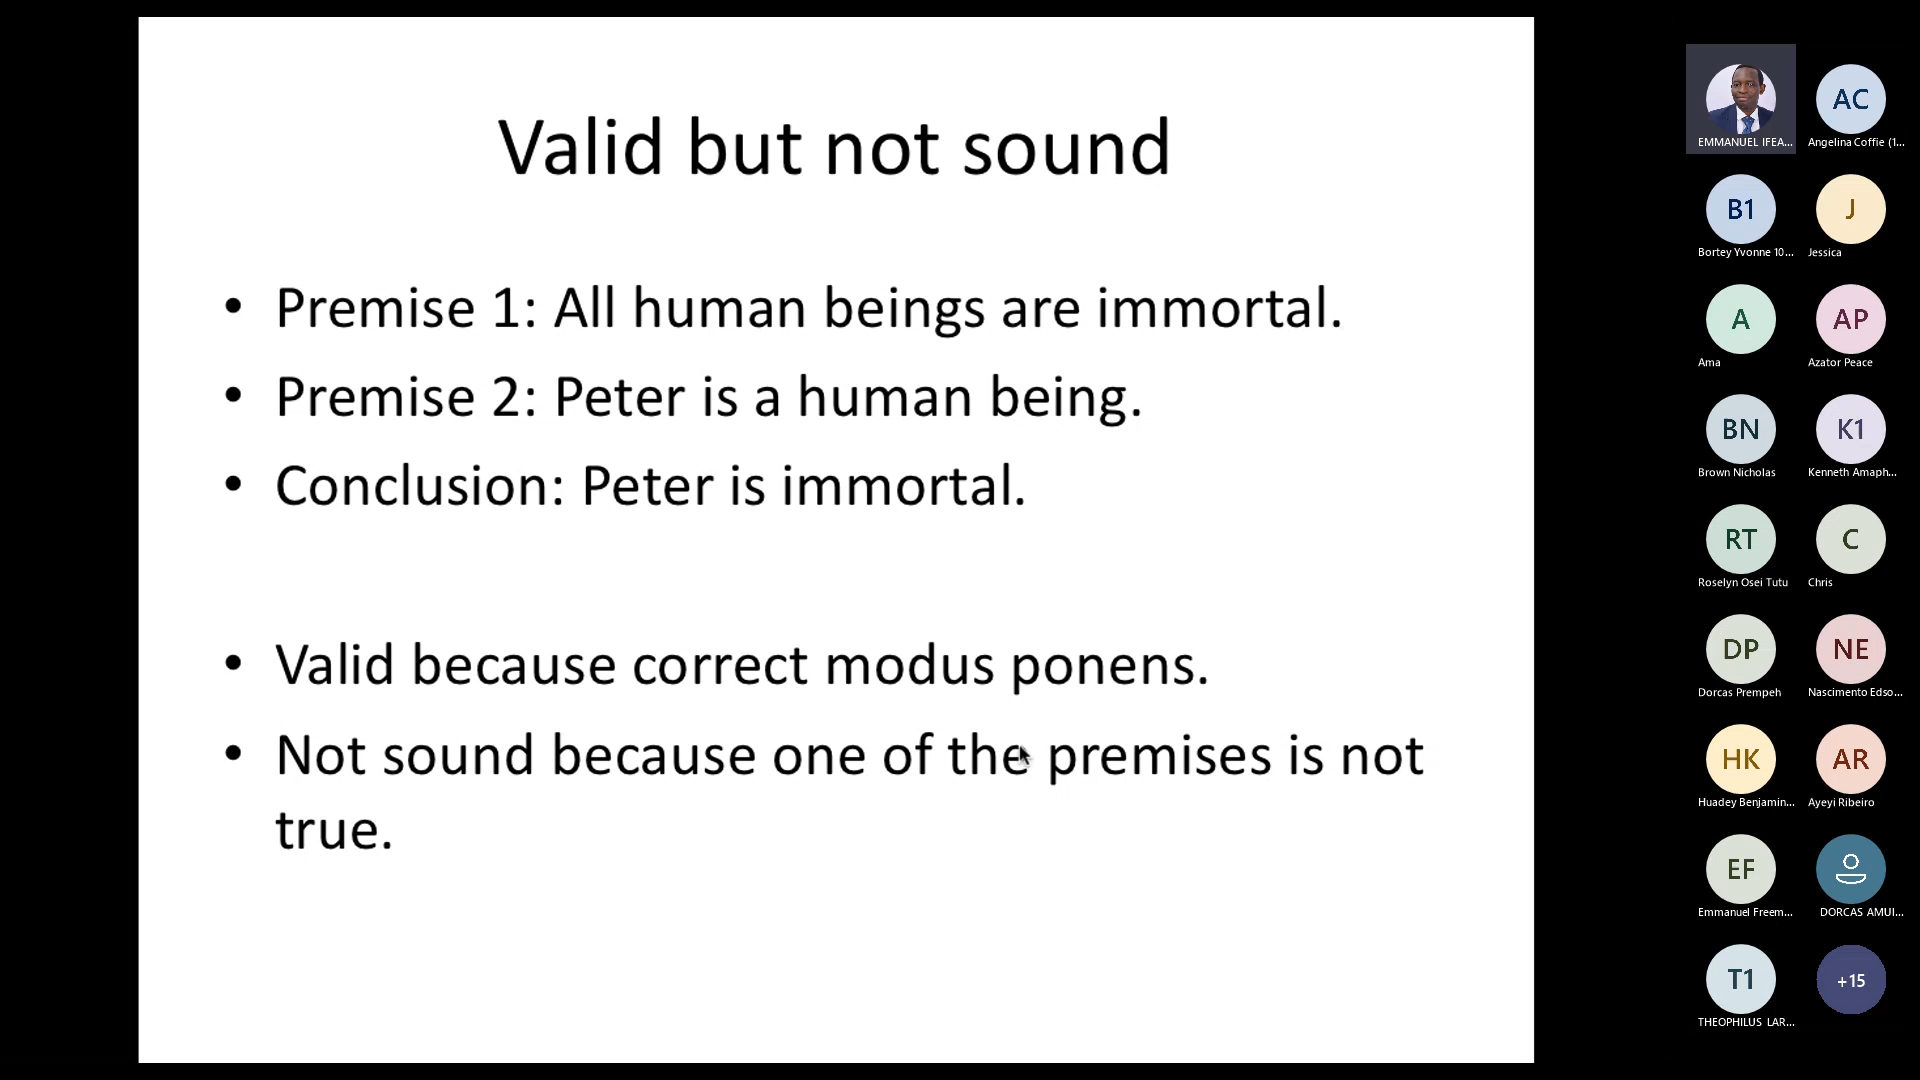 Valid but not sound
• Premise 1: All human beings are immortal.
• Premise 2: Peter is a human being.
• Conclusion: Peter is immortal.
• Valid because correct modus ponens.
• Not sound because one of the premises is not
true.
EMMANUEL IFEA...
AC
Angelina Coffie (1...
B1
Bortey Yvonne 10...
J
Jessica
A
Ama
AP
Azator Peace
BN
Brown Nicholas
K1
Kenneth Amaph...
RT
Roselyn Osei Tutu
C
Chris
DP
Dorcas Prempeh
NE
Nascimento Edso...
HK
Huadey Benjamin...
AR
Ayeyi Ribeiro
EF
Emmanuel Freem...
DORCAS AMUI...
T1
THEOPHILUS LAR...
+15